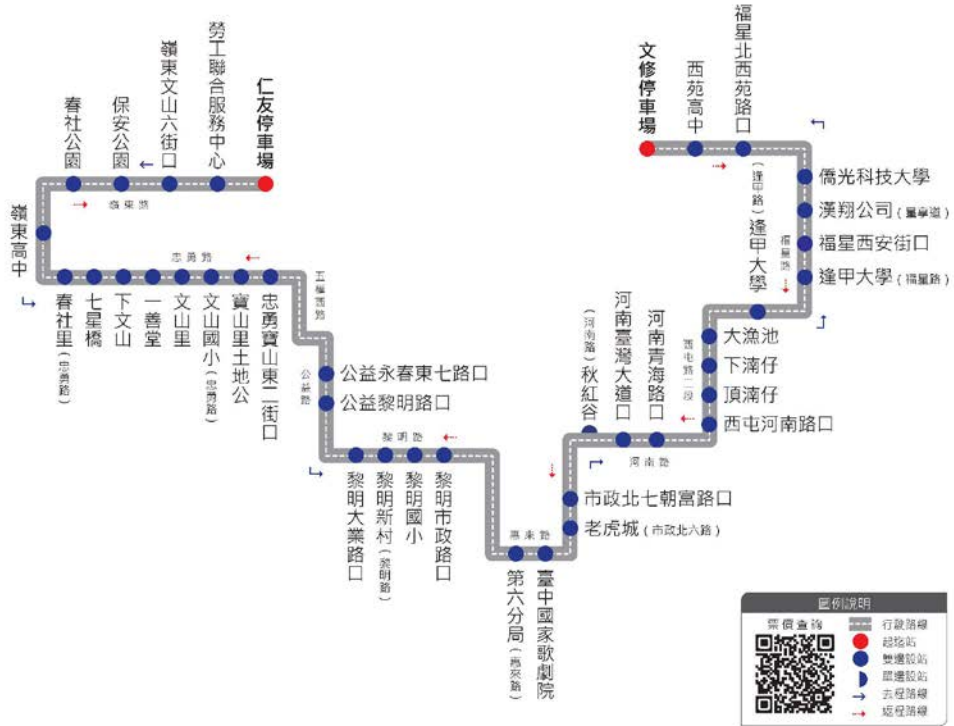 仁友停車場
勞工聯合服務中心
嶺東文山六街口
保安公園
春社公園
嶺東路
嶺東高中
忠勇路
春社里(忠勇路)
七星橋
下文山
一善堂
文山里
文山國小(忠勇路)
寶山里土地公
忠勇寶山東二街口
五權西路
公益路
公益永春東七路口
公益黎明路口
黎明路
黎明大業路口
黎明新村(黎明路)
黎明國小
黎明市政路口
惠來路
第六分局(惠來路)
臺中國家歌劇院
老虎城(市政北六路)
市政北七朝富路口
秋紅谷(河南路)
河南臺灣大道口
河南青海路口
河南路
西屯河南路口
頂湳仔
下湳仔
大漁池
西屯路二段
逢甲大學(逢甲路)
福星路
逢甲大學(福星路)
福星西安街口
漢翔公司(星享道)
僑光科技大學
福星北西苑路口
西苑高中
文修停車場
圖例說明
票價查詢
行駛路線
起迄站
雙邊設站
單邊設站
去程路線
返程路線